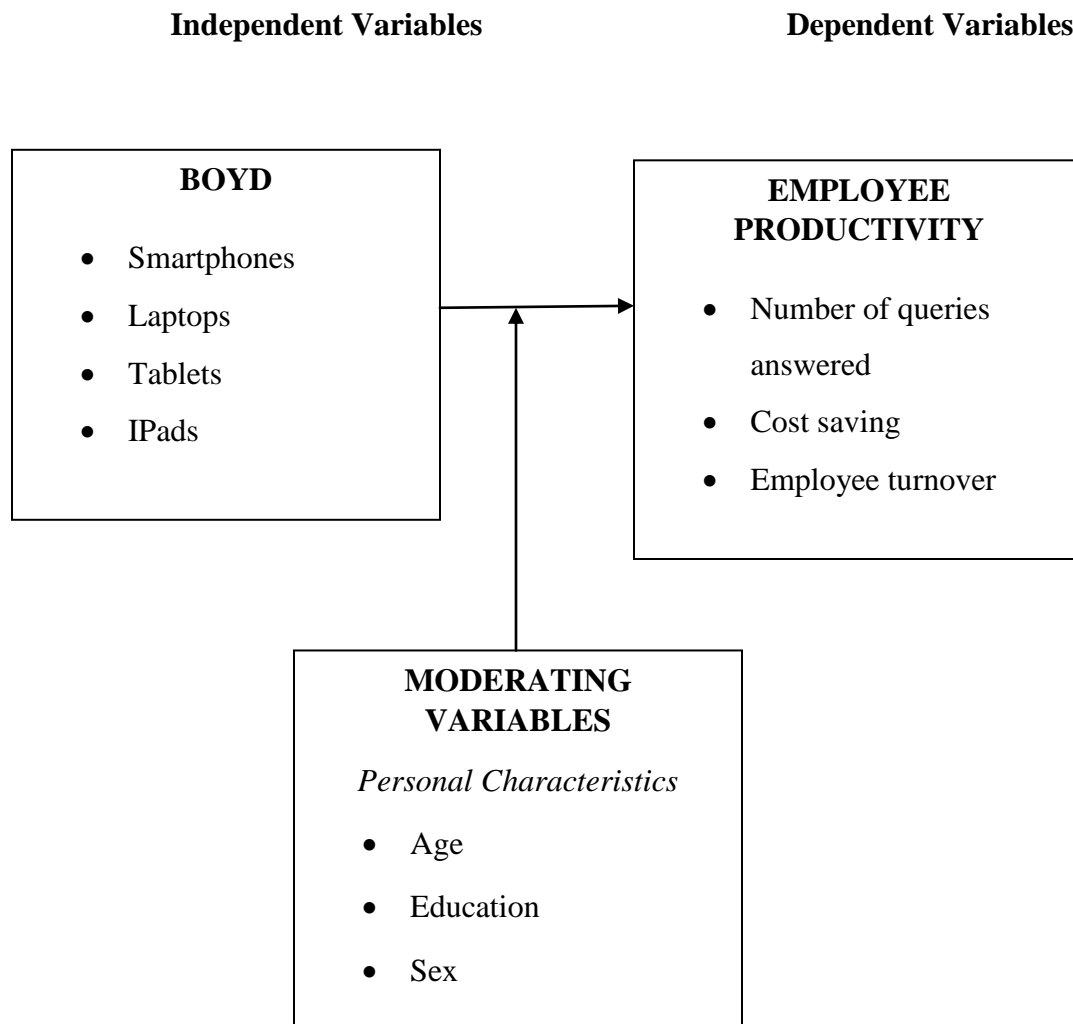 Independent Variables
Dependent Variables
BOYD
• Smartphones
• Laptops
• Tablets
• IPads
EMPLOYEE
PRODUCTIVITY
• Number of queries
answered
• Cost saving
• Employee turnover
MODERATING
VARIABLES
Personal Characteristics
• Age
• Education
• Sex